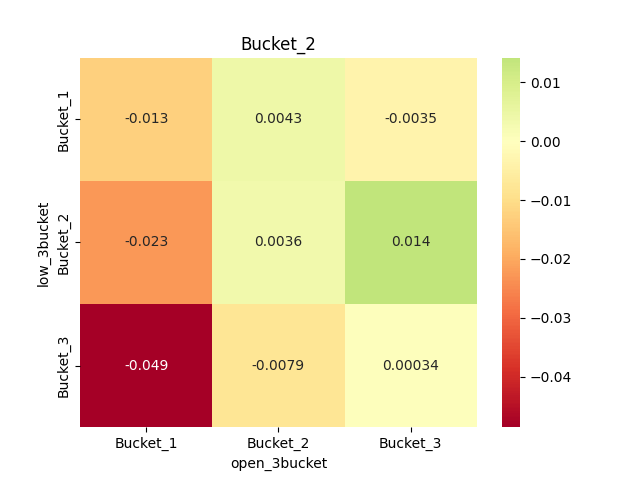 Bucket_2
low_3bucket
Bucket_1
-0.013
0.0043
-0.0035
Bucket_2
-0.023
0.0036
0.014
Bucket_3
-0.049
-0.0079
0.00034
Bucket_1
Bucket_2
Bucket_3
open_3bucket
0.01
0.00
−0.01
−0.02
−0.03
−0.04